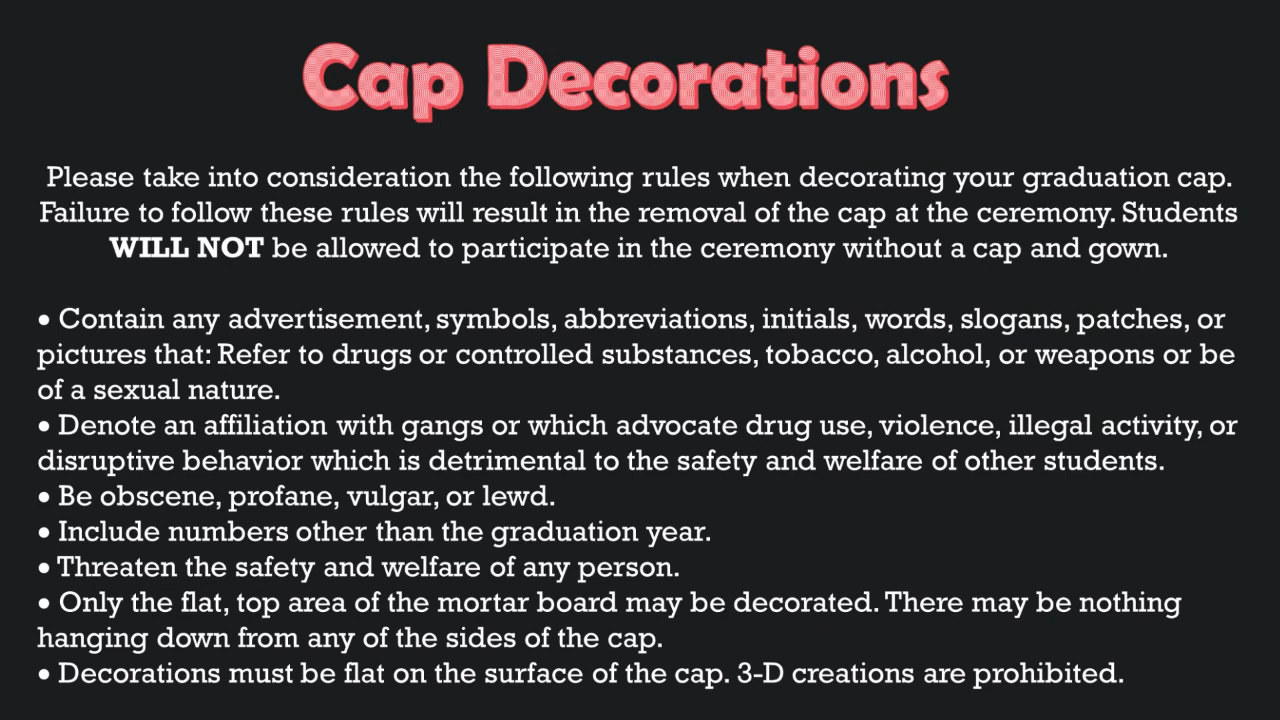 Cap Decorations
Please take into consideration the following rules when decorating your graduation cap.
Failure to follow these rules will result in the removal of the cap at the ceremony. Students
WILL NOT be allowed to participate in the ceremony without a cap and gown.
• Contain any advertisement, symbols, abbreviations, initials, words, slogans, patches, or
pictures that: Refer to drugs or controlled substances, tobacco, alcohol, or weapons or be
of a sexual nature.
• Denote an affiliation with gangs or which advocate drug use, violence, illegal activity, or
disruptive behavior which is detrimental to the safety and welfare of other students.
• Be obscene, profane, vulgar, or lewd.
• Include numbers other than the graduation year.
• Threaten the safety and welfare of any person.
• Only the flat, top area of the mortar board may be decorated. There may be nothing
hanging down from any of the sides of the cap.
• Decorations must be flat on the surface of the cap. 3-D creations are prohibited.